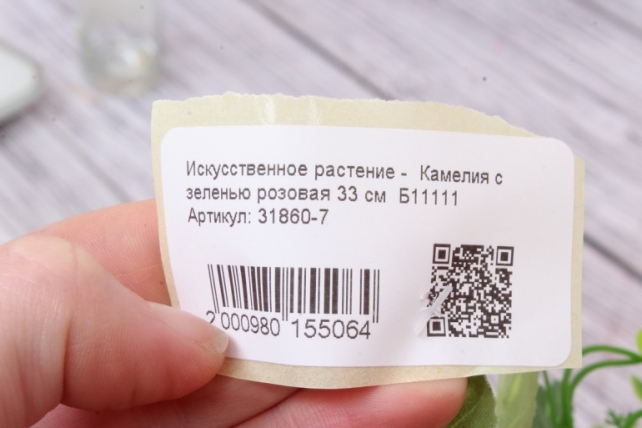 Искусственное растение - Камелия с
зеленью розовая 33 см Б11111
Артикул: 31860-7
2 000980 155064